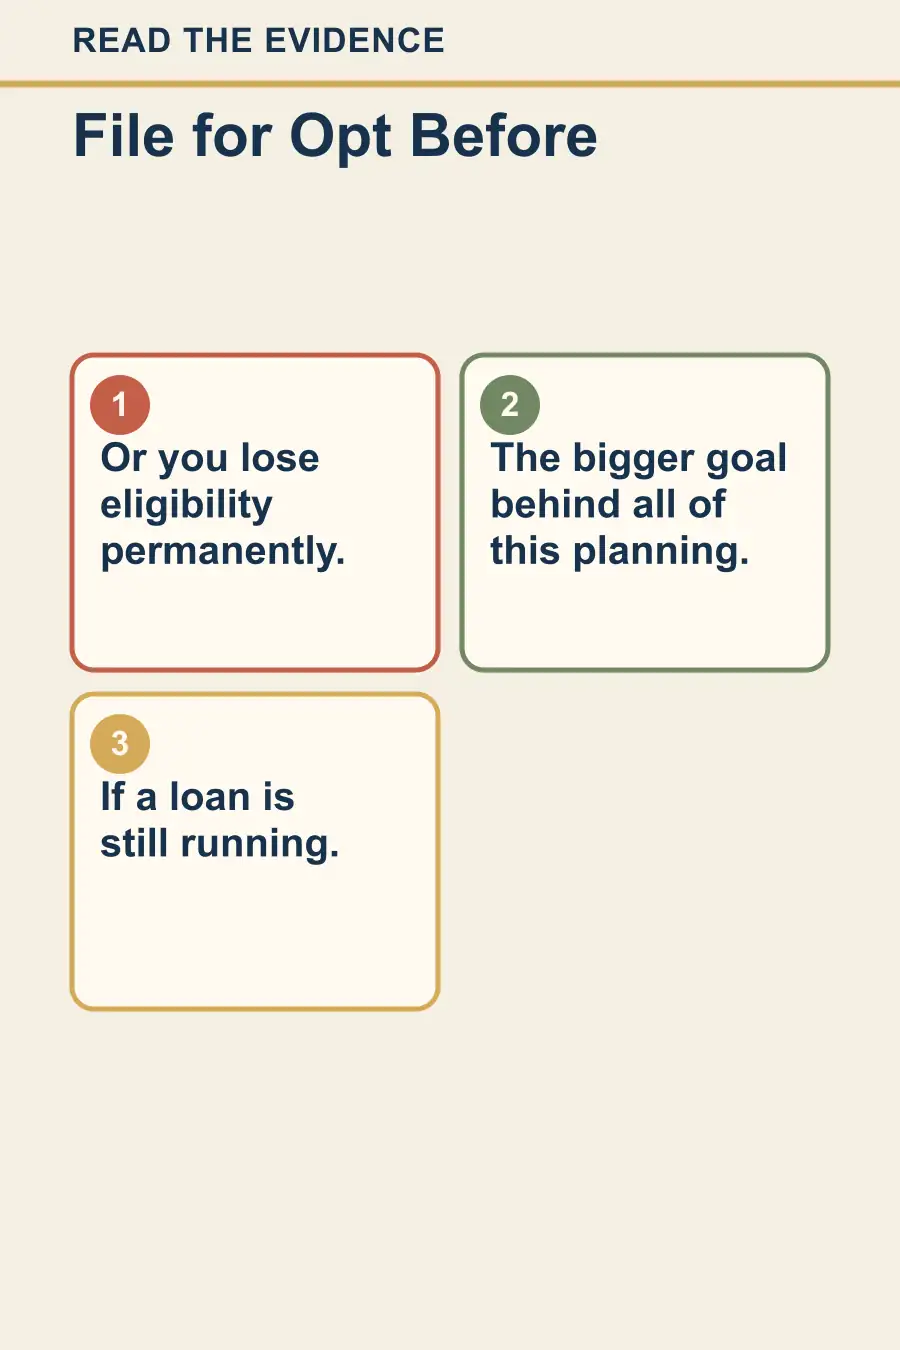 READ THE EVIDENCE
File for Opt Before
1
Or you lose
eligibility
permanently.
2
The bigger goal
behind all of
this planning.
3
If a loan is
still running.